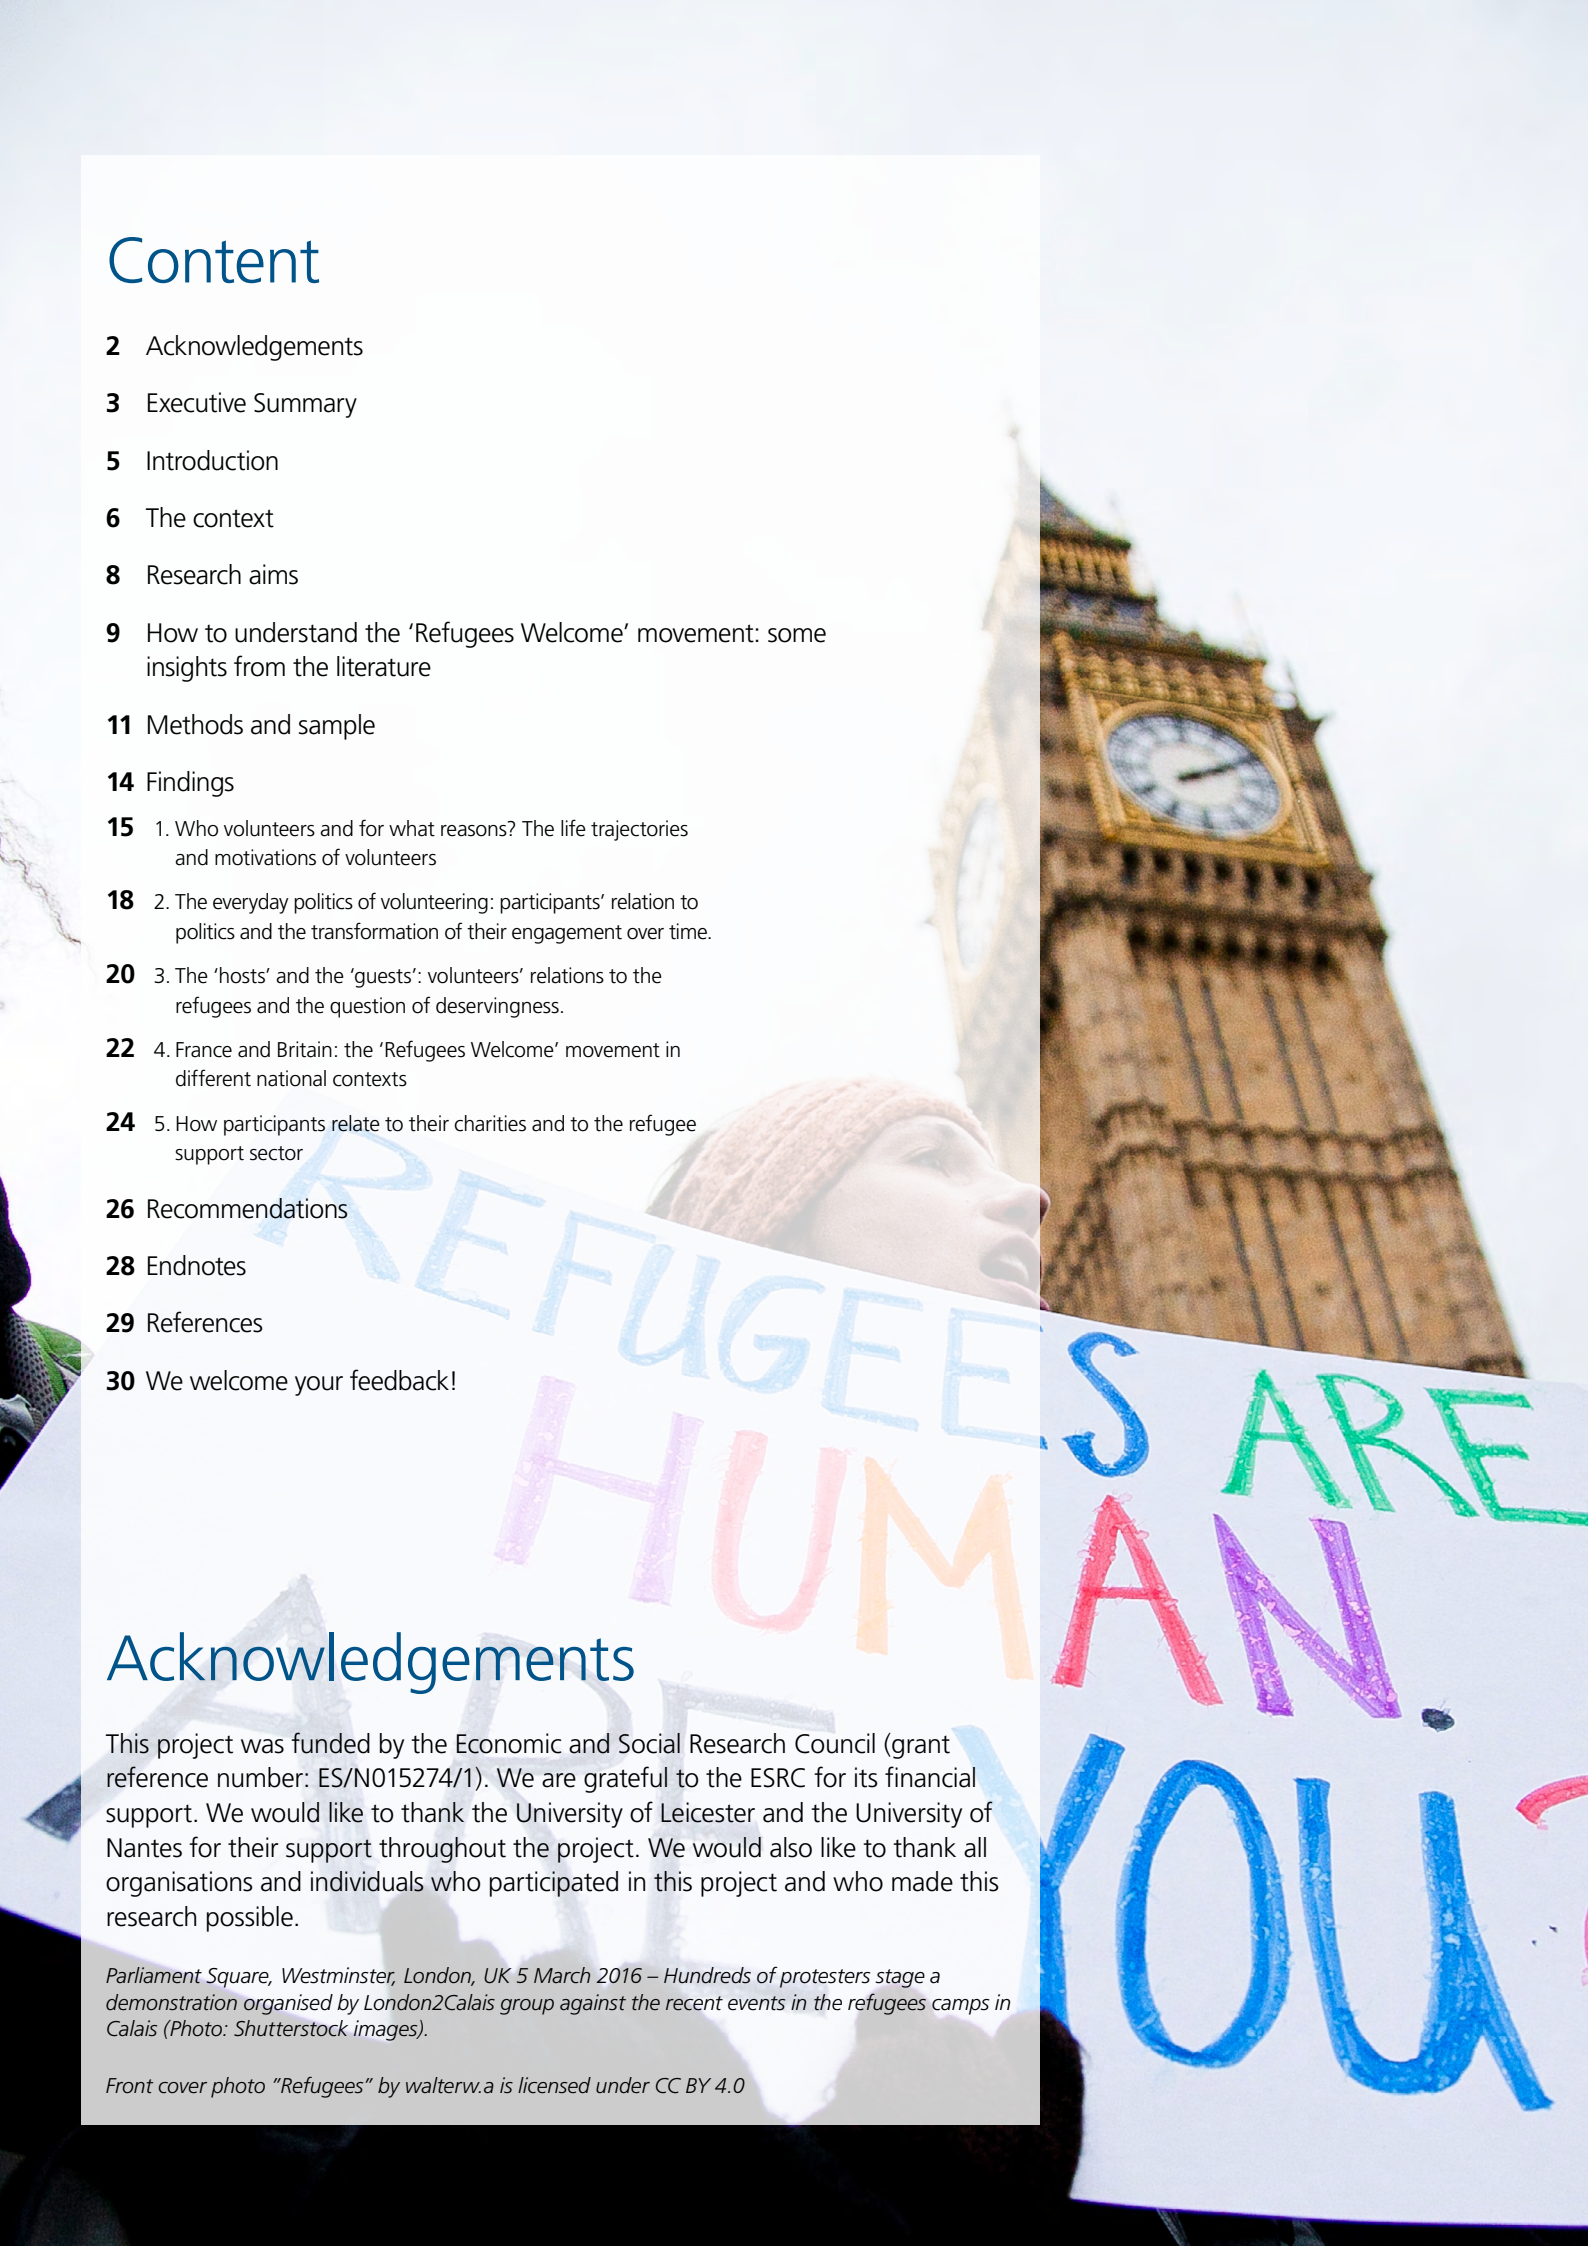 Content
2 Acknowledgements
3 Executive Summary
5 Introduction
6 The context
8 Research aims
9 How to understand the ‘Refugees Welcome’ movement: some
insights from the literature
11 Methods and sample
14 Findings
15 1. Who volunteers and for what reasons? The life trajectories
and motivations of volunteers
18 2. The everyday politics of volunteering: participants’ relation to
politics and the transformation of their engagement over time.
20 3. The ‘hosts’ and the ‘guests’: volunteers’ relations to the
refugees and the question of deservingness.
22 4. France and Britain: the ‘Refugees Welcome’ movement in
different national contexts
24 5. How participants relate to their charities and to the refugee
support sector
26 Recommendations
28 Endnotes
29 References
30 We welcome your feedback!
REFUGEES ARE
HUMAN.
ARE YOU?
Acknowledgements
This project was funded by the Economic and Social Research Council (grant
reference number: ES/N015274/1). We are grateful to the ESRC for its financial
support. We would like to thank the University of Leicester and the University of
Nantes for their support throughout the project. We would also like to thank all
organisations and individuals who participated in this project and who made this
research possible.
Parliament Square, Westminster, London, UK 5 March 2016 – Hundreds of protesters stage a
demonstration organised by London2Calais group against the recent events in the refugees camps in
Calais (Photo: Shutterstock images).
Front cover photo “Refugees” by walterw.a is licensed under CC BY 4.0